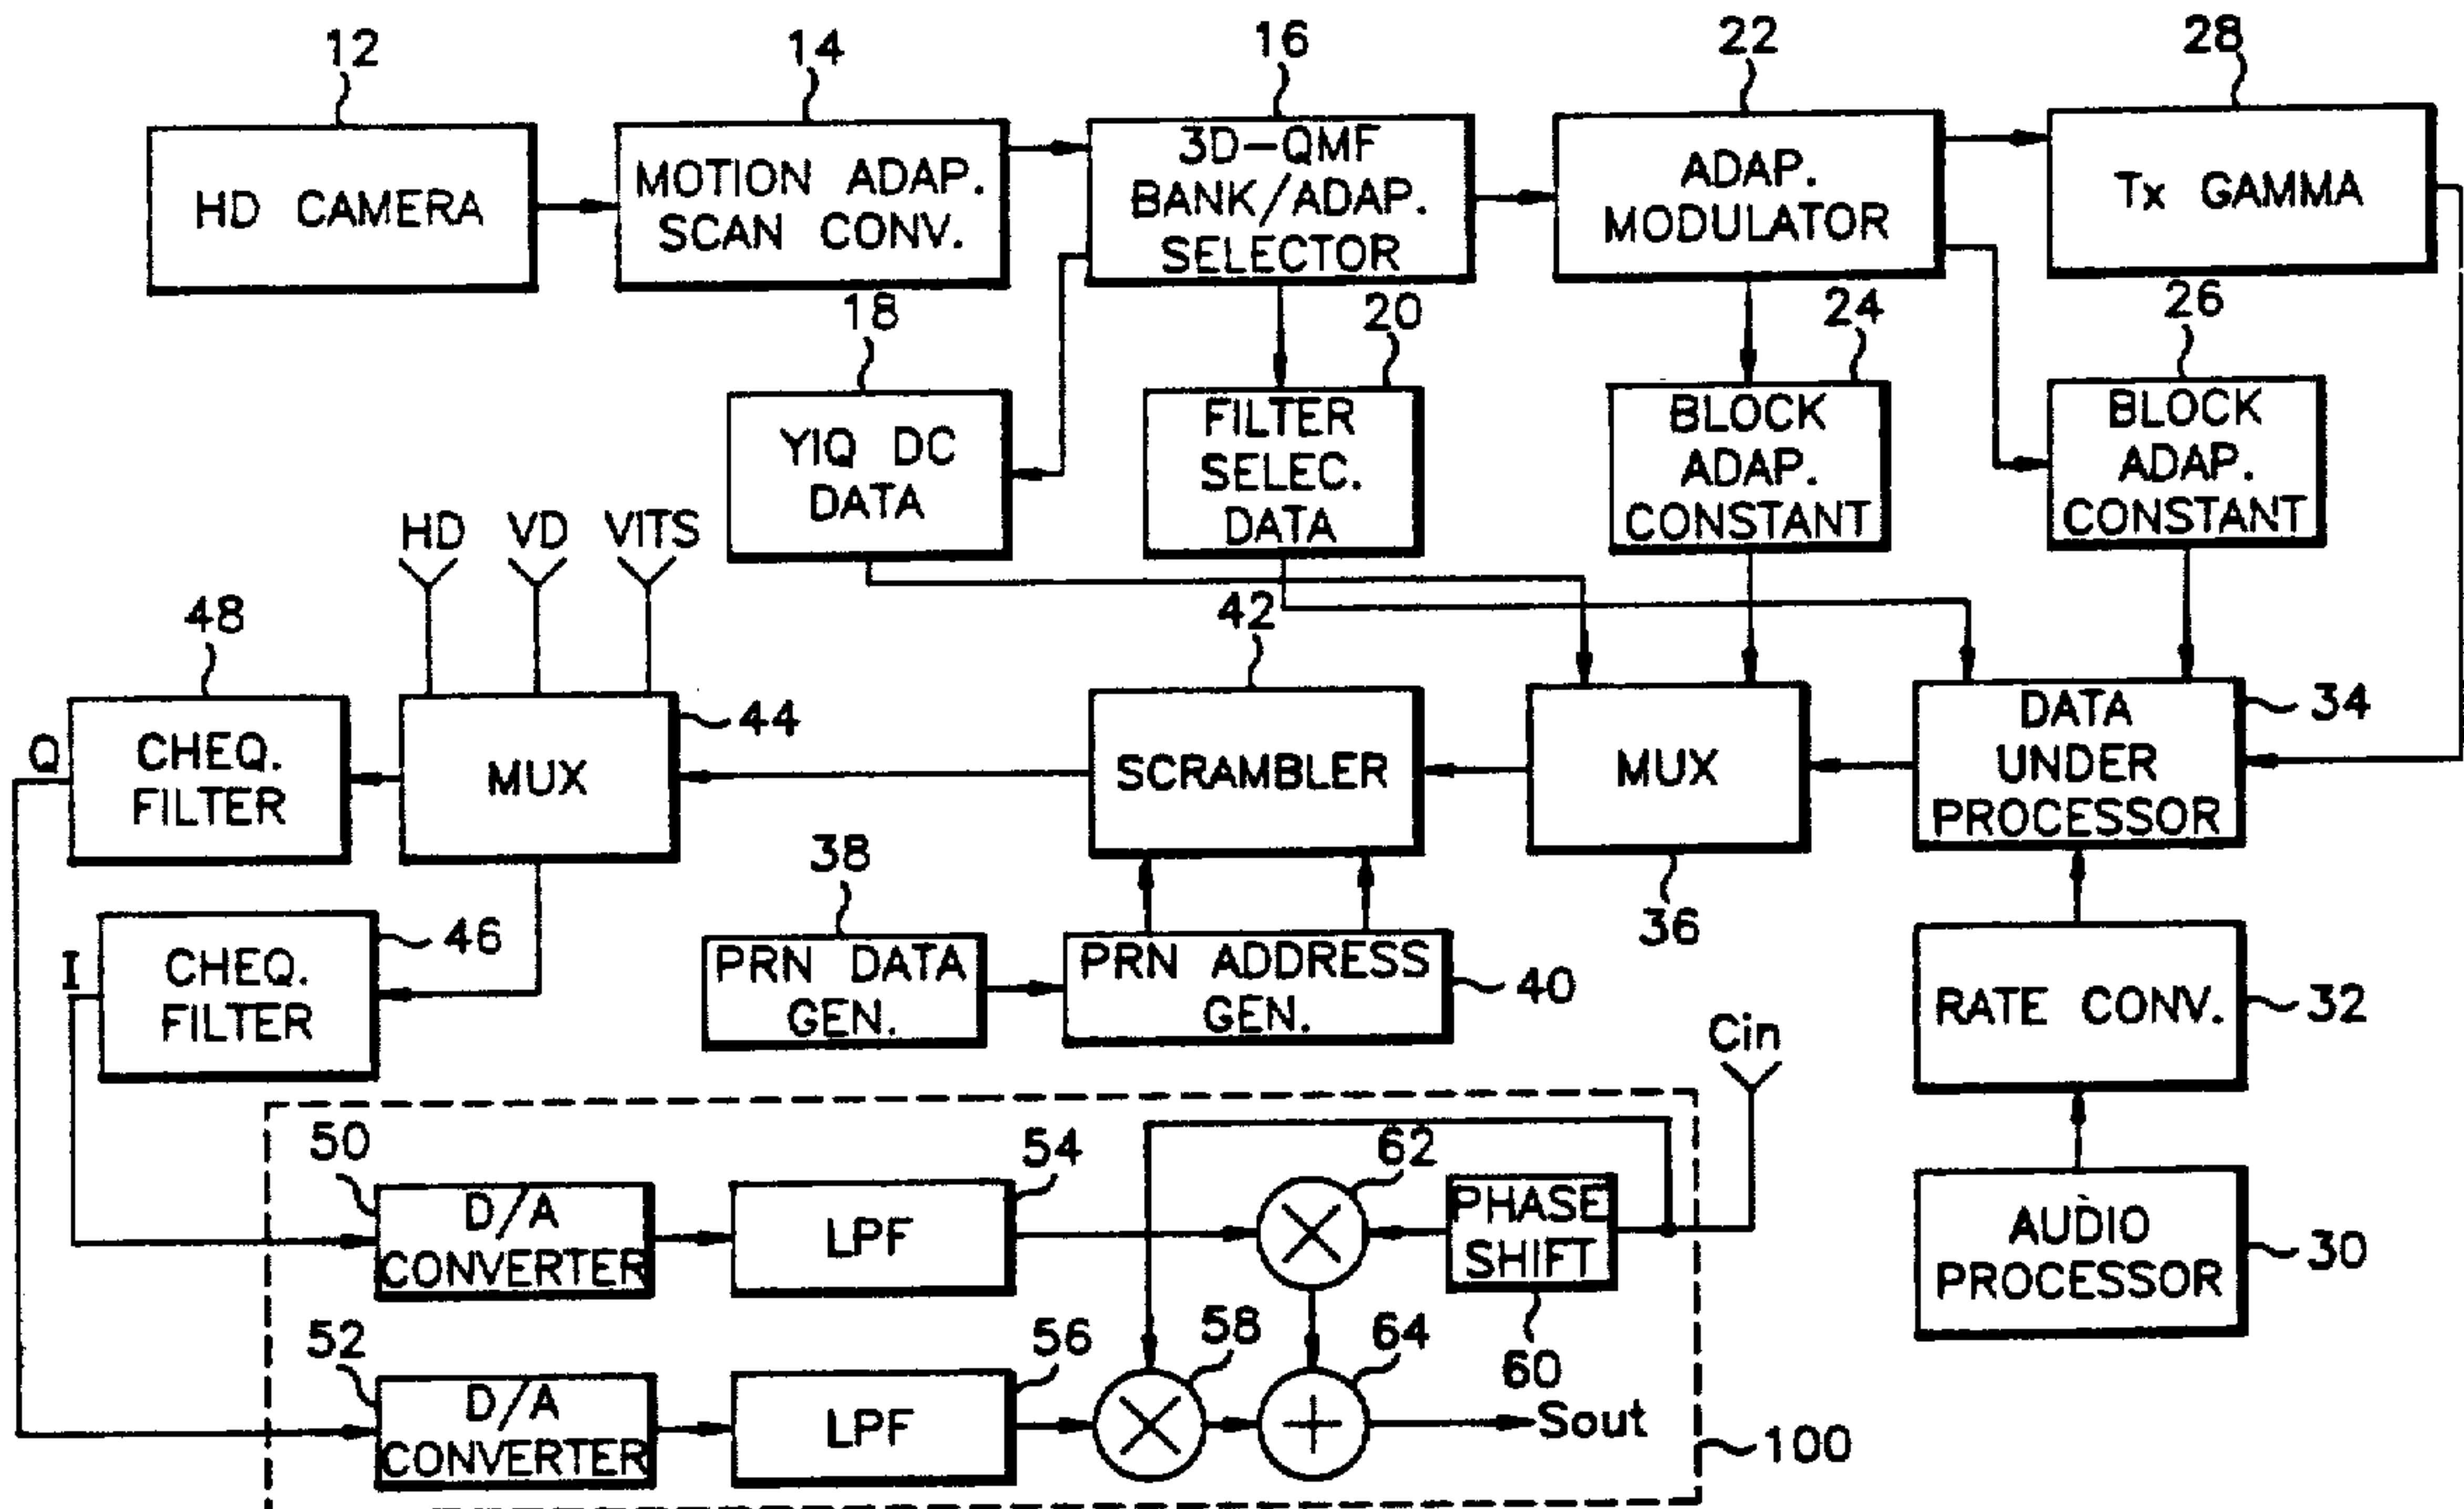 12
14
16
22
28
HD CAMERA
MOTION ADAP.
SCAN CONV.
3D-QMF
BANK/ADAP.
SELECTOR
ADAP.
MODULATOR
Tx GAMMA
18
20
24
26
YIQ DC
DATA
FILTER
SELEC.
DATA
BLOCK
ADAP.
CONSTANT
BLOCK
ADAP.
CONSTANT
HD VD VITS
48
42
44
34
Q
CHEQ.
FILTER
MUX
SCRAMBLER
MUX
DATA
UNDER
PROCESSOR
38
36
46
I
CHEQ.
FILTER
PRN DATA
GEN.
PRN ADDRESS
GEN.
40
RATE CONV.
32
Cin
50
54
62
D/A
CONVERTER
LPF
PHASE
SHIFT
AUDIO
PROCESSOR
30
52
56
58
64
60
D/A
CONVERTER
LPF
Sout
100